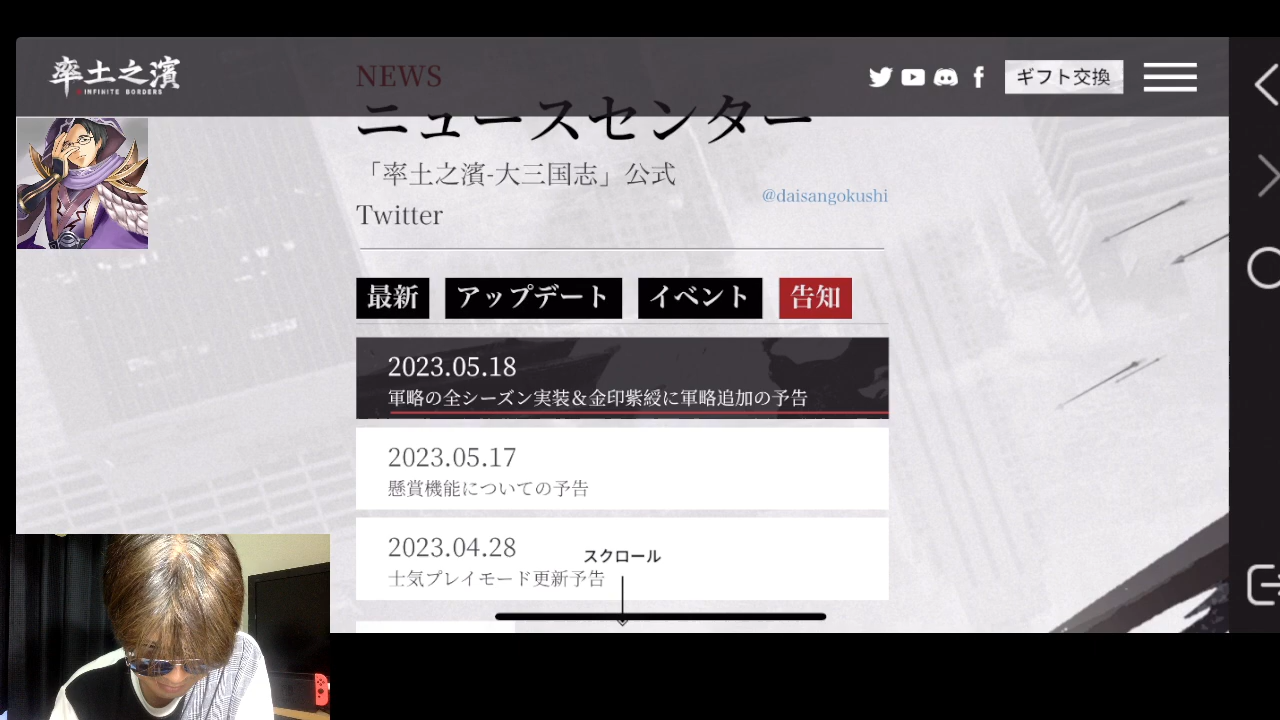 率土之濱
INFINITE BORDERS
ギフト交換
NEWS
ニュースセンター
「率土之濱-大三国志」公式
Twitter
@daisangokushi
最新
アップデート
イベント
告知
2023.05.18
軍略の全シーズン実装＆金印紫綬に軍略追加の予告
2023.05.17
懸賞機能についての予告
2023.04.28
士気プレイモード更新予告
スクロール